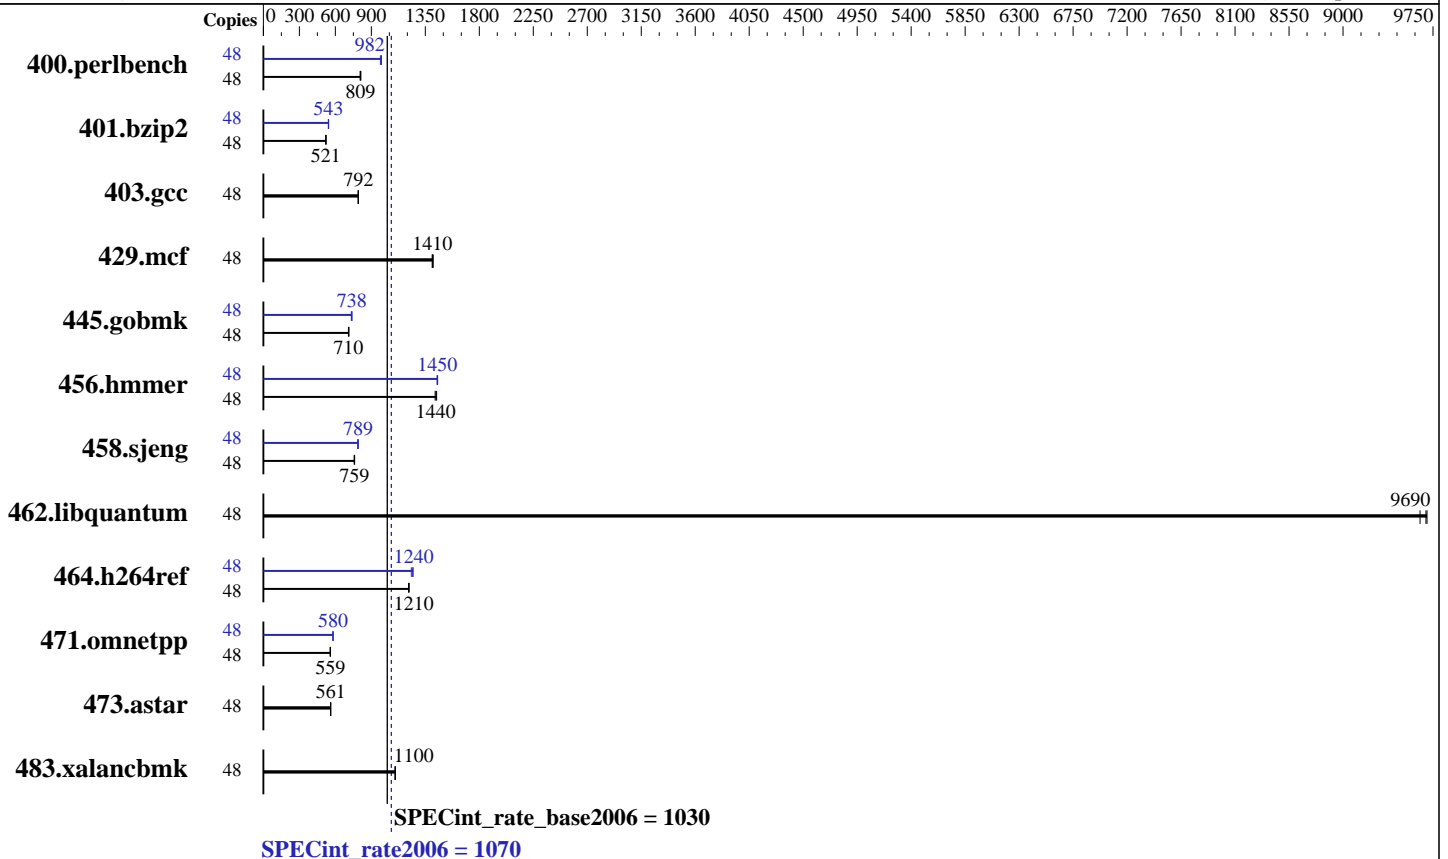 Copies 0 300 600 900 1350 1800 2250 2700 3150 3600 4050 4500 4950 5400 5850 6300 6750 7200 7650 8100 8550 9000 9750
400.perlbench 48 982
48 809
401.bzip2 48 543
48 521
403.gcc 48 792
429.mcf 48 1410
445.gobmk 48 738
48 710
456.hmmer 48 1450
48 1440
458.sjeng 48 789
48 759
462.libquantum 48 9690
464.h264ref 48 1240
48 1210
471.omnetpp 48 580
48 559
473.astar 48 561
483.xalancbmk 48 1100
SPECint_rate_base2006 = 1030
SPECint_rate2006 = 1070